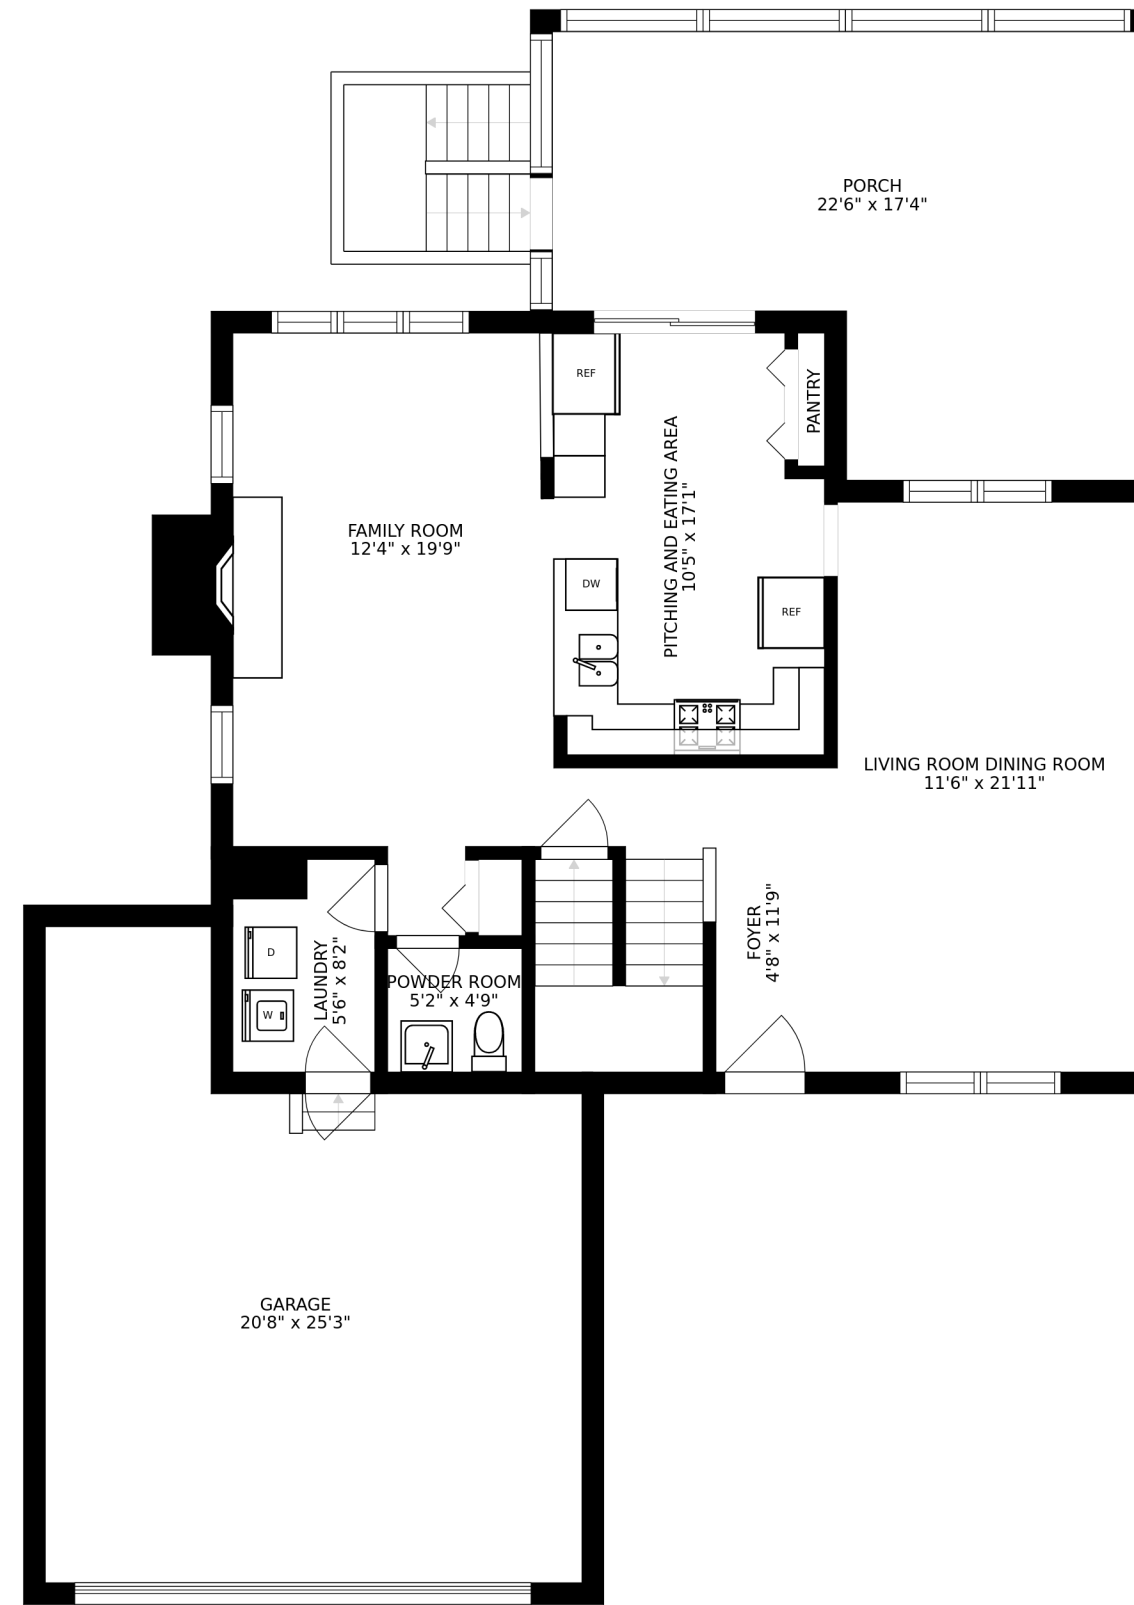 PORCH
22'6" x 17'4"
REF
PANTRY
PITCHING AND EATING AREA
10'5" x 17'1"
FAMILY ROOM
12'4" x 19'9"
DW
REF
LIVING ROOM DINING ROOM
11'6" x 21'11"
FOYER
4'8" x 11'9"
D
LAUNDRY
5'6" x 8'2"
W
POWDER ROOM
5'2" x 4'9"
GARAGE
20'8" x 25'3"